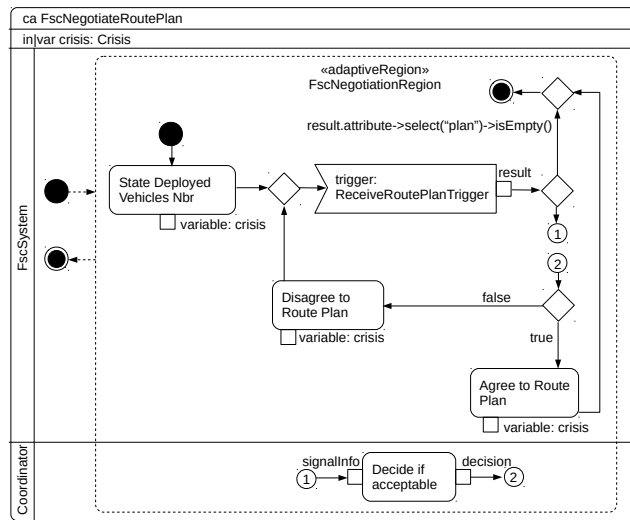 ca FscNegotiateRoutePlan
in|var crisis: Crisis
FscSystem
«adaptiveRegion»
FscNegotiationRegion
result.attribute->select(“plan”)->isEmpty()
State Deployed
Vehicles Nbr
variable: crisis
trigger:
ReceiveRoutePlanTrigger
result
1
2
Disagree to
Route Plan
variable: crisis
false
true
Agree to Route
Plan
variable: crisis
Coordinator
1
signalInfo
Decide if
acceptable
decision
2